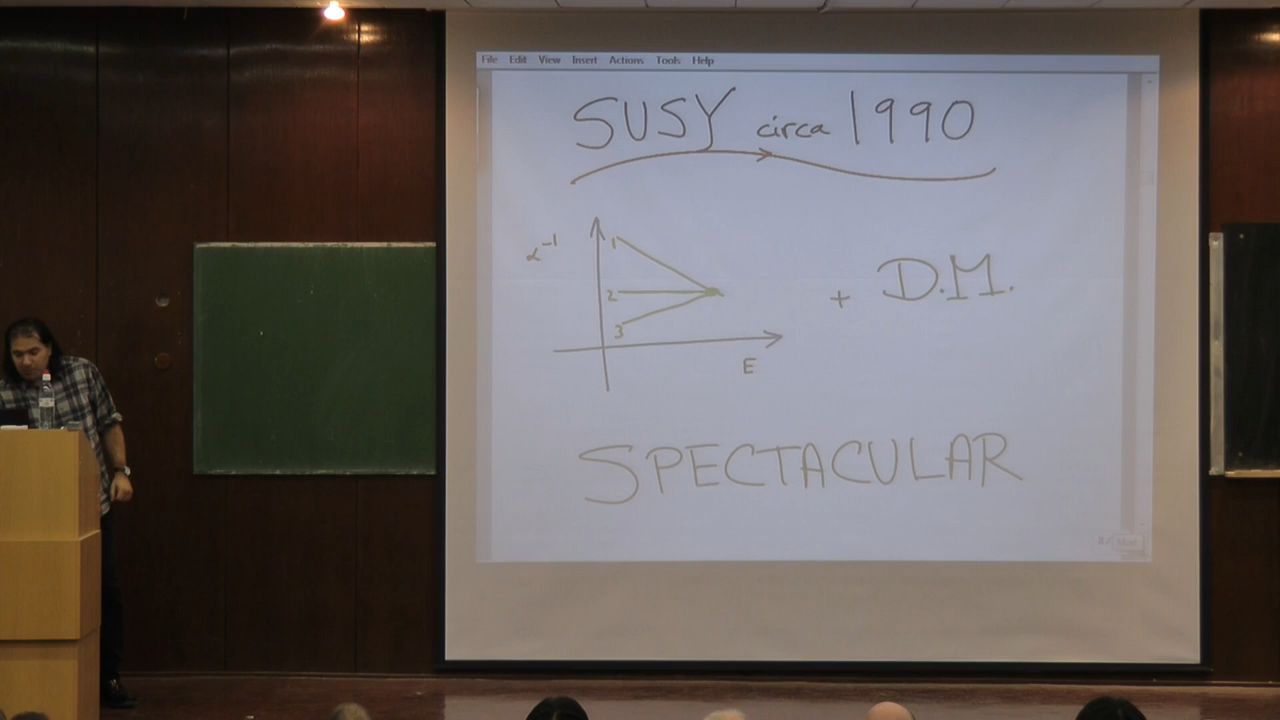 File Edit View Insert Actions Tools Help
SUSY circa 1990
α⁻¹
1
2
3
E
+ D.M.
SPECTACULAR